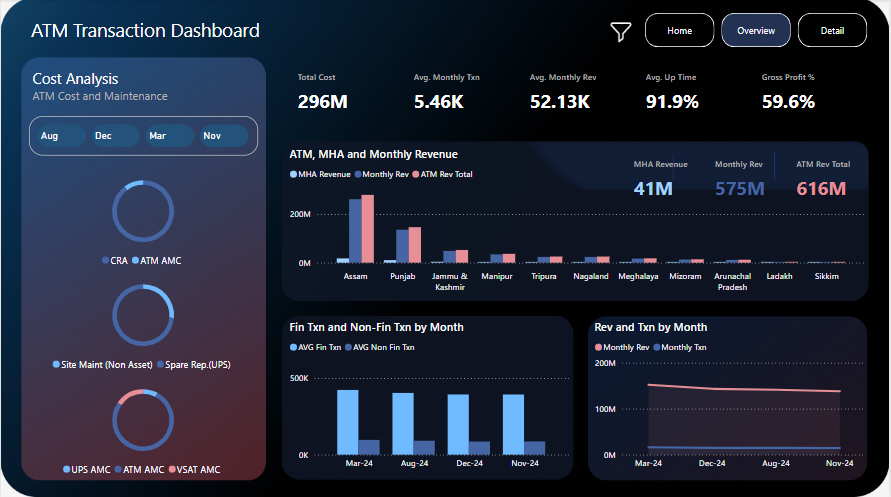 ATM Transaction Dashboard
Home
Overview
Detail
Cost Analysis
ATM Cost and Maintenance
Aug
Dec
Mar
Nov
CRA
ATM AMC
Site Maint (Non Asset)
Spare Rep.(UPS)
UPS AMC
ATM AMC
VSAT AMC
Total Cost
296M
Avg. Monthly Txn
5.46K
Avg. Monthly Rev
52.13K
Avg. Up Time
91.9%
Gross Profit %
59.6%
ATM, MHA and Monthly Revenue
MHA Revenue
Monthly Rev
ATM Rev Total
MHA Revenue
41M
Monthly Rev
575M
ATM Rev Total
616M
200M
0M
Assam
Punjab
Jammu &
Kashmir
Manipur
Tripura
Nagaland
Meghalaya
Mizoram
Arunachal
Pradesh
Ladakh
Sikkim
Fin Txn and Non-Fin Txn by Month
AVG Fin Txn
AVG Non Fin Txn
500K
0K
Mar-24
Aug-24
Dec-24
Nov-24
Rev and Txn by Month
Monthly Rev
Monthly Txn
200M
100M
0M
Mar-24
Dec-24
Aug-24
Nov-24